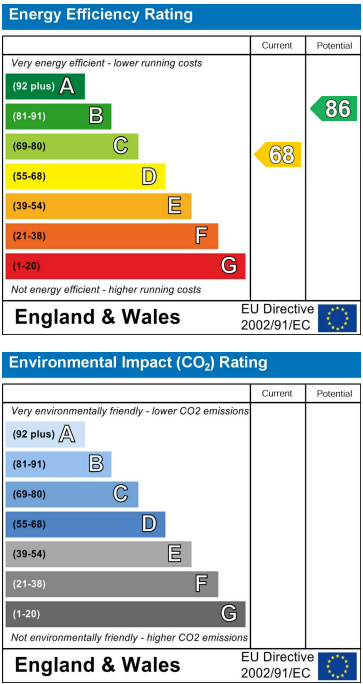 Energy Efficiency Rating
Current Potential
Very energy efficient - lower running costs
(92 plus) A
(81-91) B
(69-80) C
(55-68) D
(39-54) E
(21-38) F
(1-20) G
68
86
Not energy efficient - higher running costs
England & Wales
EU Directive
2002/91/EC
Environmental Impact (CO₂) Rating
Current Potential
Very environmentally friendly - lower CO2 emissions
(92 plus) A
(81-91) B
(69-80) C
(55-68) D
(39-54) E
(21-38) F
(1-20) G
Not environmentally friendly - higher CO2 emissions
England & Wales
EU Directive
2002/91/EC